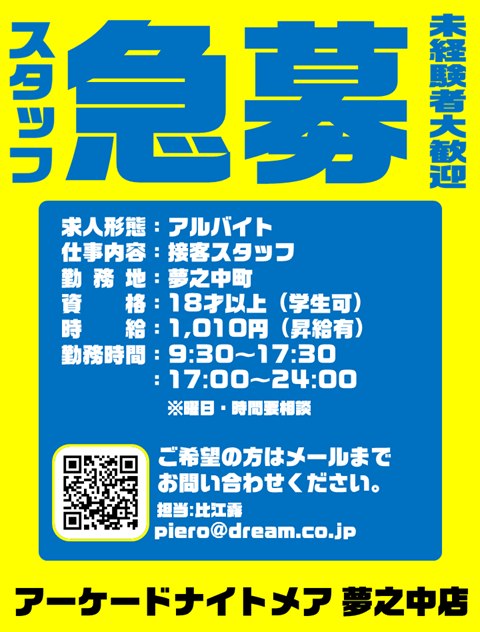 スタッフ
急募
未経験者大歓迎
求人形態：アルバイト
仕事内容：接客スタッフ
勤務地：夢之中町
資格：18才以上（学生可）
時給：1,010円（昇給有）
勤務時間：9:30～17:30
：17:00～24:00
※曜日・時間要相談
ご希望の方はメールまで
お問い合わせください。
担当:比江森
piero@dream.co.jp
アーケードナイトメア 夢之中店